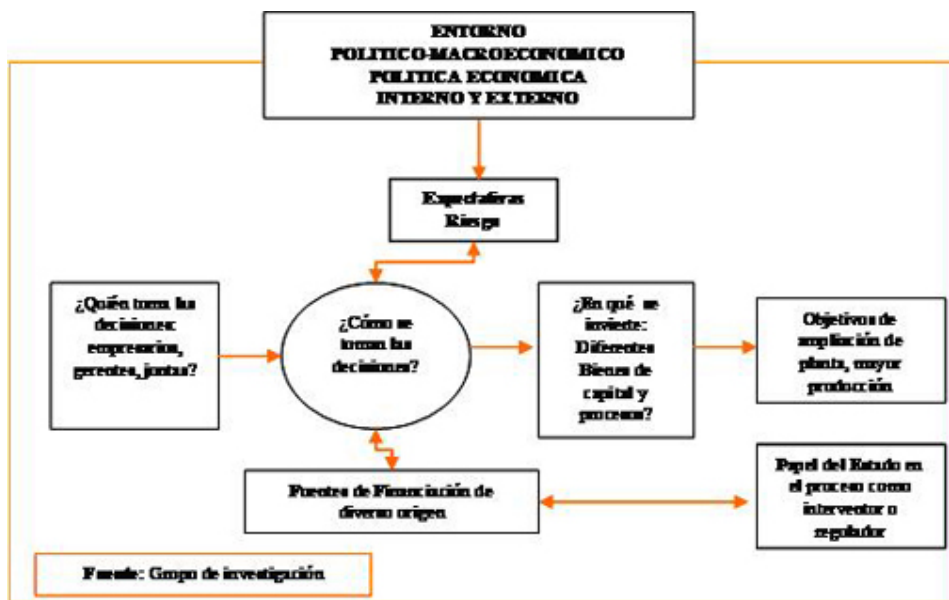 ENTORNO
POLITICO-MACROECONOMICO
POLITICA ECONOMICA
INTERNO Y EXTERNO
Expectativas
Riesgo
¿Quién toma las
decisiones:
empresarios,
gerentes, juntas?
¿Cómo se
toman las
decisiones?
¿En qué se
invierte:
Diferentes
Bienes de
capital y
procesos?
Objetivos de
ampliación de
planta, mayor
producción
Fuentes de Financiación de
diverso origen
Papel del Estado en
el proceso como
interventor o
regulador
Fuente: Grupo de investigación